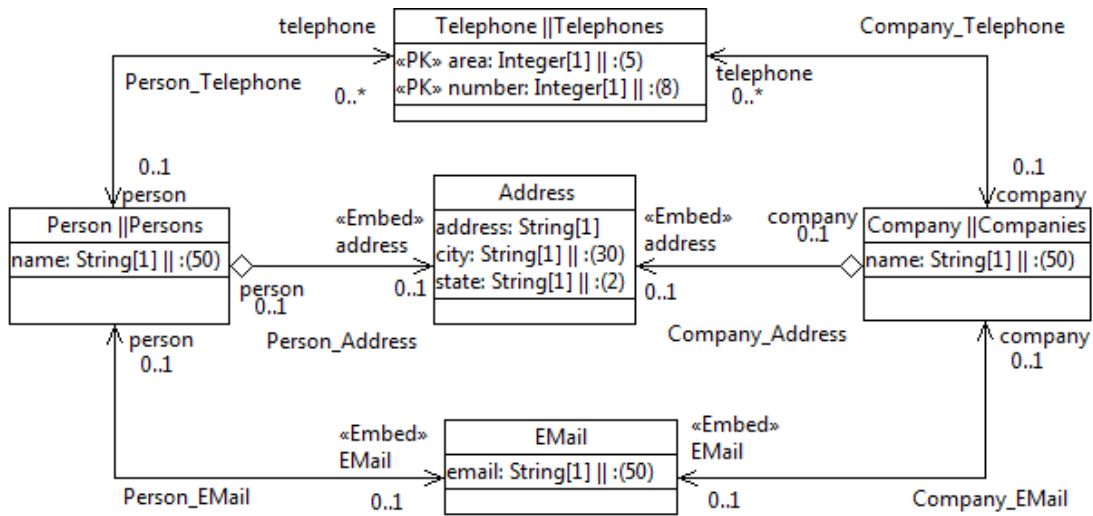 telephone
Telephone ||Telephones
Company_Telephone
«PK» area: Integer[1] || :(5)
«PK» number: Integer[1] || :(8)
Person_Telephone
0..*
telephone
0..*
0..1
person
0..1
company
Person ||Persons
name: String[1] || :(50)
«Embed»
address
0..1
person
0..1
Person_Address
Address
address: String[1]
city: String[1] || :(30)
state: String[1] || :(2)
«Embed»
address
0..1
company
0..1
Company_Address
Company ||Companies
name: String[1] || :(50)
person
0..1
company
0..1
«Embed»
EMail
0..1
Person_EMail
EMail
email: String[1] || :(50)
«Embed»
EMail
0..1
Company_EMail